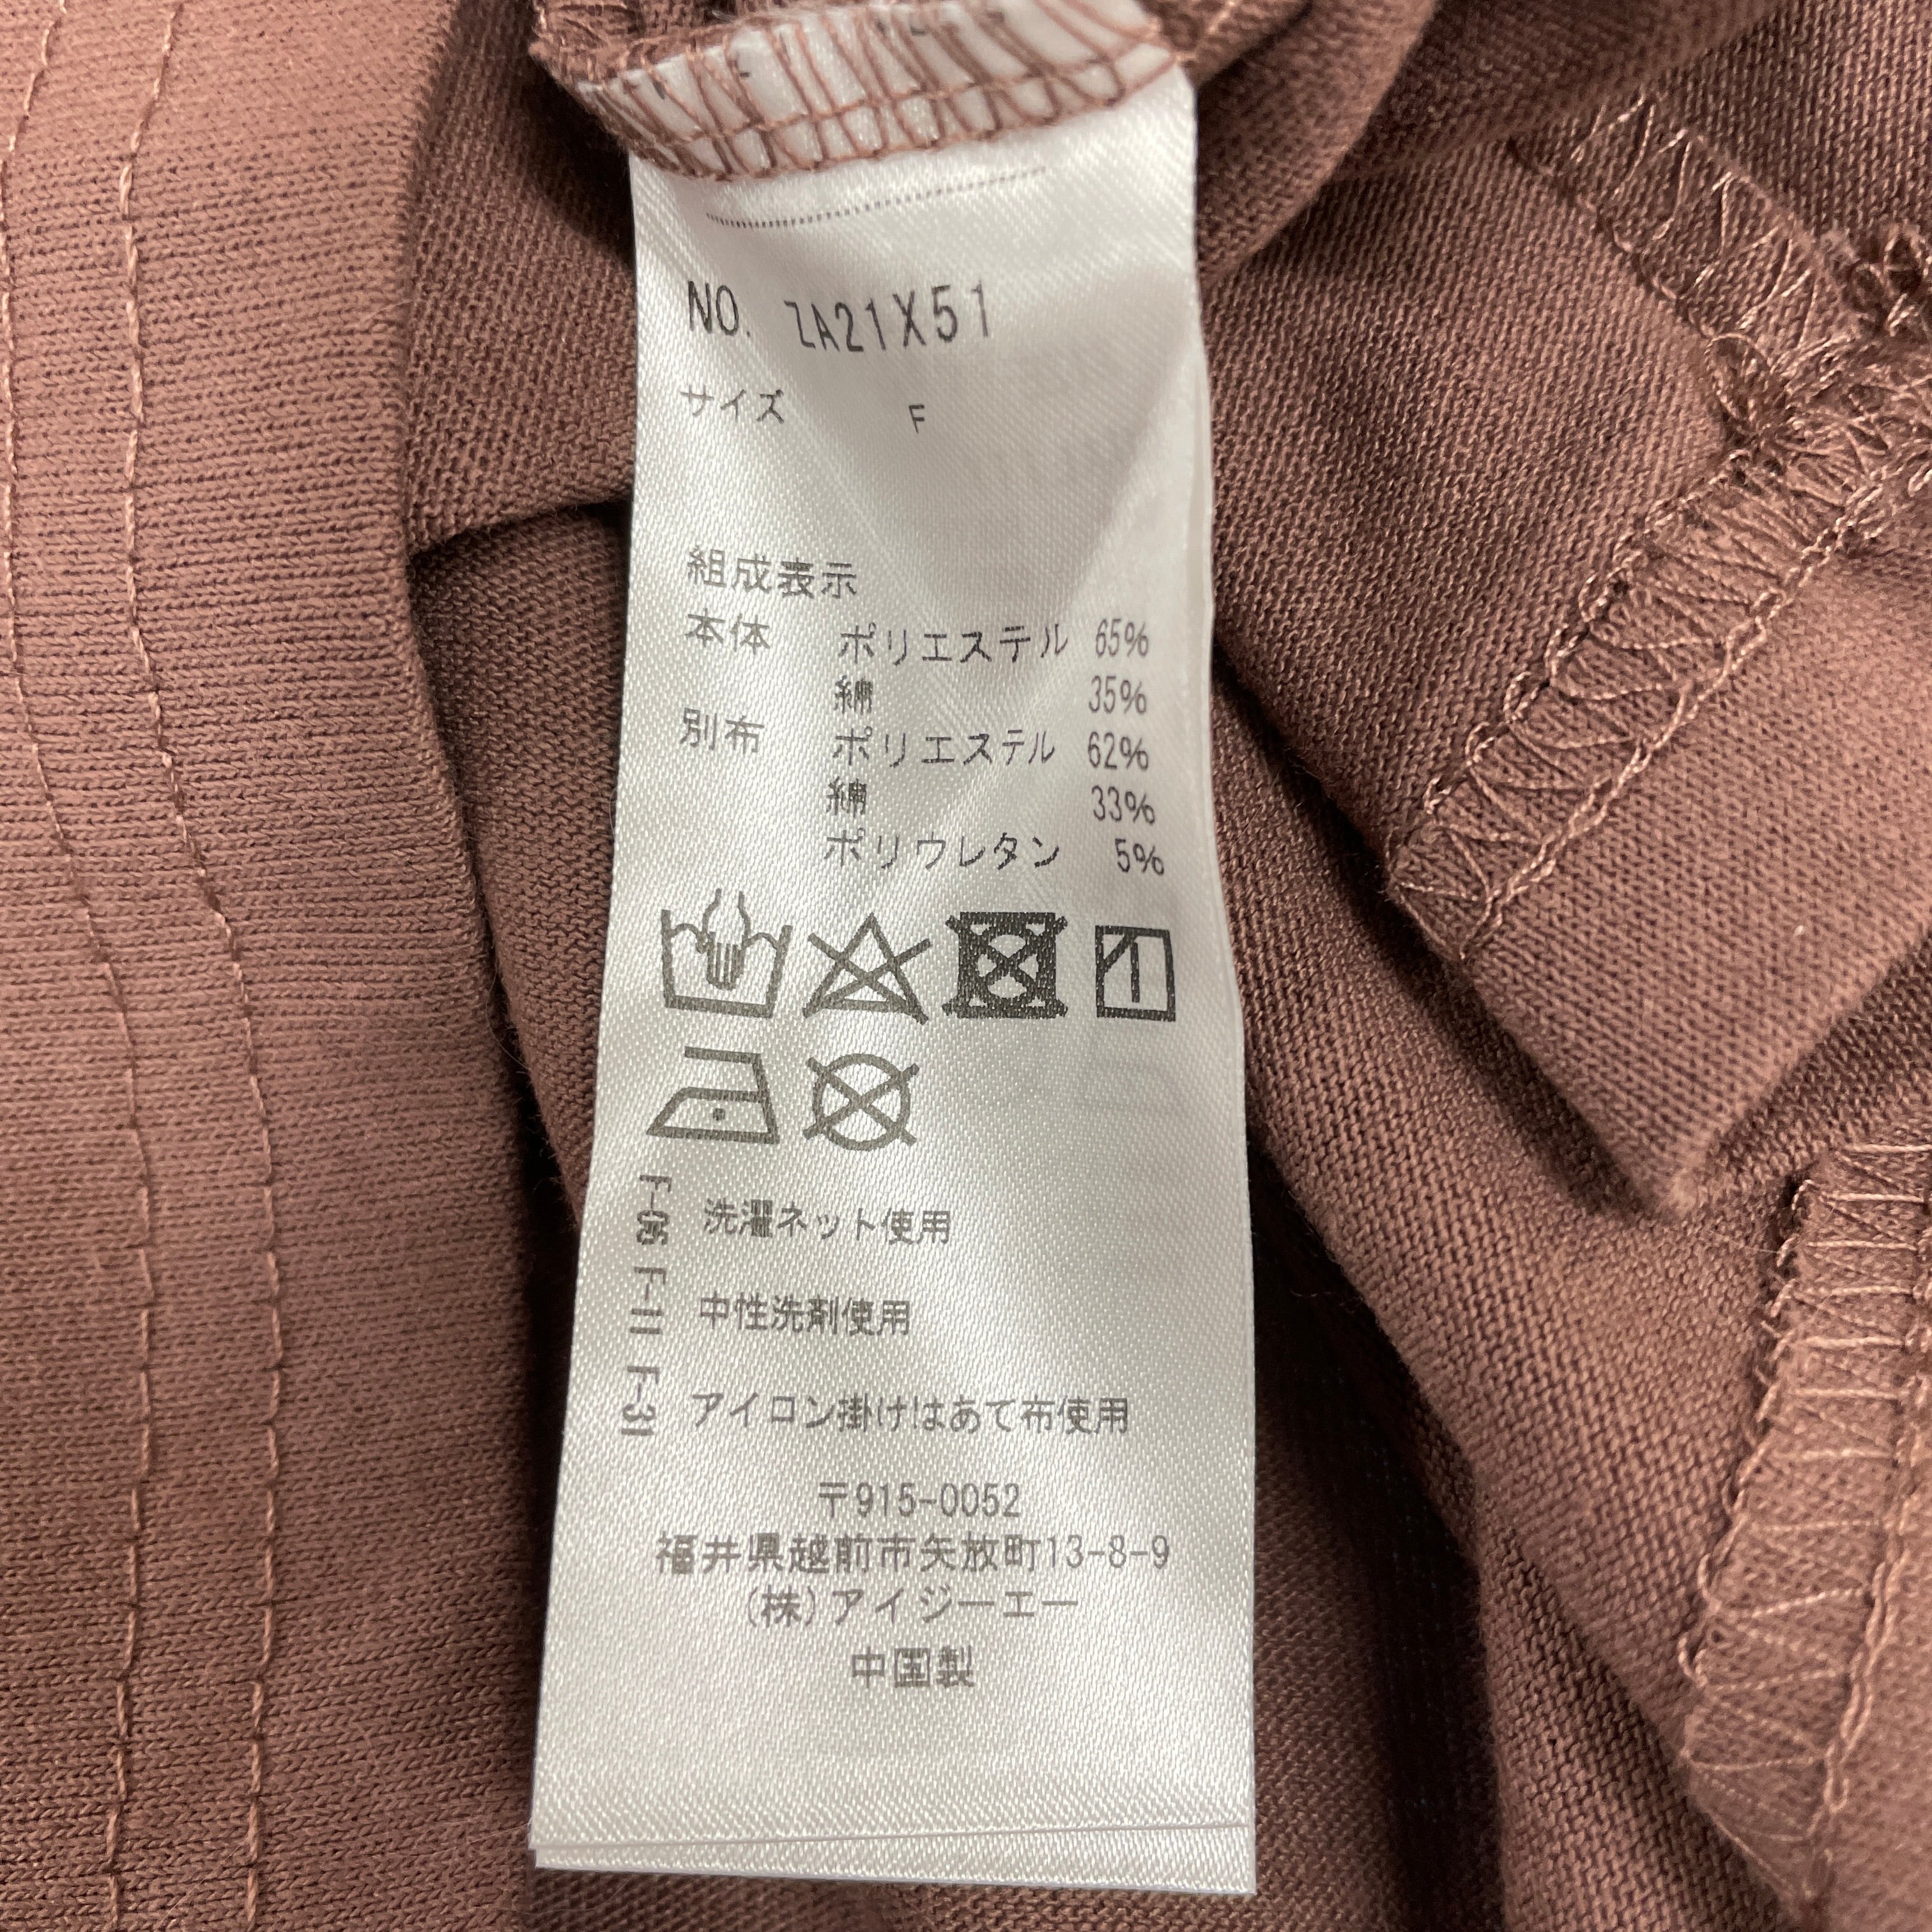 NO. ZA21X51
サイズ F
組成表示
本体 ポリエステル 65%
綿 35%
別布 ポリエステル 62%
綿 33%
ポリウレタン 5%
F-06 洗濯ネット使用
F-11 中性洗剤使用
F-31 アイロン掛けはあて布使用
〒915-0052
福井県越前市矢放町13-8-9
(株)アイジーエー
中国製